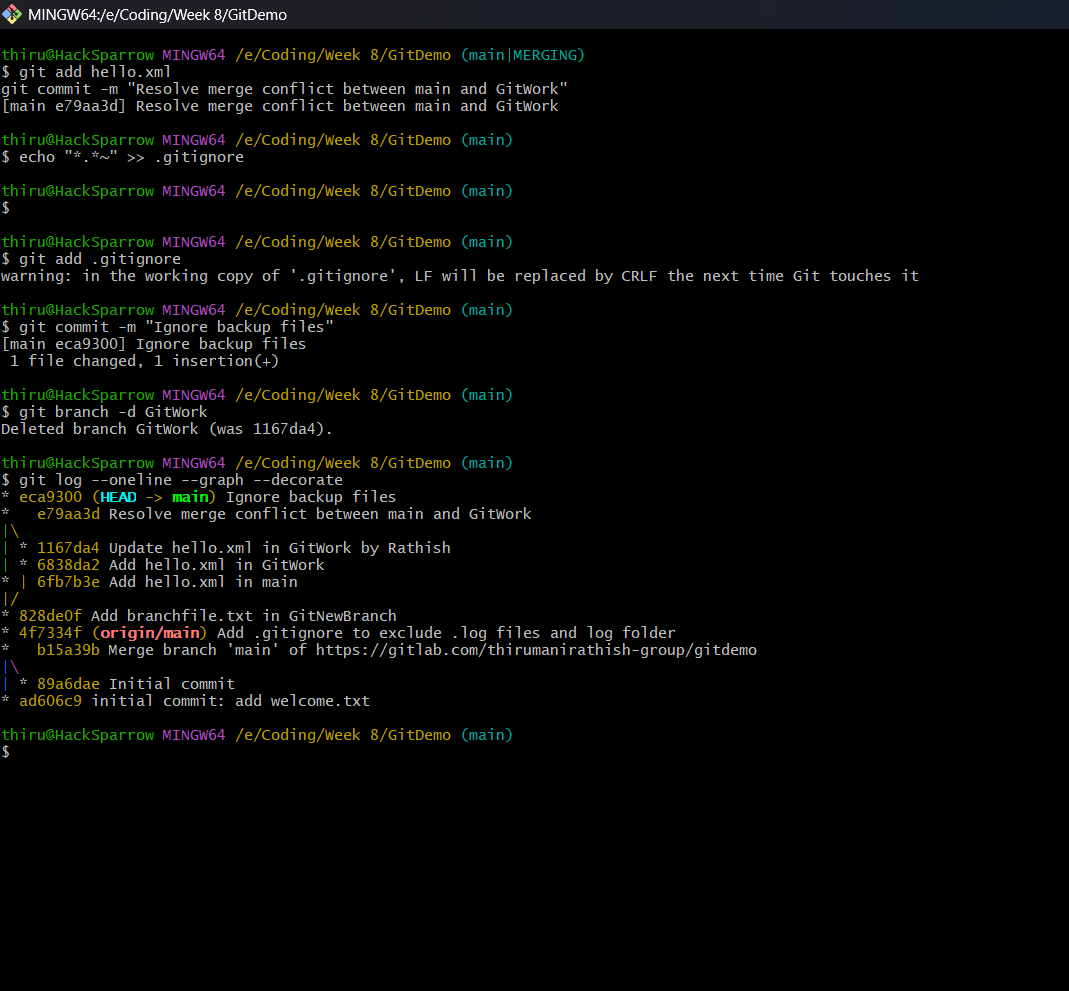 MINGW64:/e/Coding/Week 8/GitDemo
thiru@HackSparrow MINGW64 /e/Coding/Week 8/GitDemo (main|MERGING)
$ git add hello.xml
git commit -m "Resolve merge conflict between main and GitWork"
[main e79aa3d] Resolve merge conflict between main and GitWork
thiru@HackSparrow MINGW64 /e/Coding/Week 8/GitDemo (main)
$ echo "*.*~" >> .gitignore
thiru@HackSparrow MINGW64 /e/Coding/Week 8/GitDemo (main)
$
thiru@HackSparrow MINGW64 /e/Coding/Week 8/GitDemo (main)
$ git add .gitignore
warning: in the working copy of '.gitignore', LF will be replaced by CRLF the next time Git touches it
thiru@HackSparrow MINGW64 /e/Coding/Week 8/GitDemo (main)
$ git commit -m "Ignore backup files"
[main eca9300] Ignore backup files
 1 file changed, 1 insertion(+)
thiru@HackSparrow MINGW64 /e/Coding/Week 8/GitDemo (main)
$ git branch -d GitWork
Deleted branch GitWork (was 1167da4).
thiru@HackSparrow MINGW64 /e/Coding/Week 8/GitDemo (main)
$ git log --oneline --graph --decorate
* eca9300 (HEAD -> main) Ignore backup files
*   e79aa3d Resolve merge conflict between main and GitWork
|\
| * 1167da4 Update hello.xml in GitWork by Rathish
| * 6838da2 Add hello.xml in GitWork
* | 6fb7b3e Add hello.xml in main
|/
* 828de0f Add branchfile.txt in GitNewBranch
* 4f7334f (origin/main) Add .gitignore to exclude .log files and log folder
*   b15a39b Merge branch 'main' of https://gitlab.com/thirumanirathish-group/gitdemo
|\
| * 89a6dae Initial commit
* ad606c9 initial commit: add welcome.txt
thiru@HackSparrow MINGW64 /e/Coding/Week 8/GitDemo (main)
$